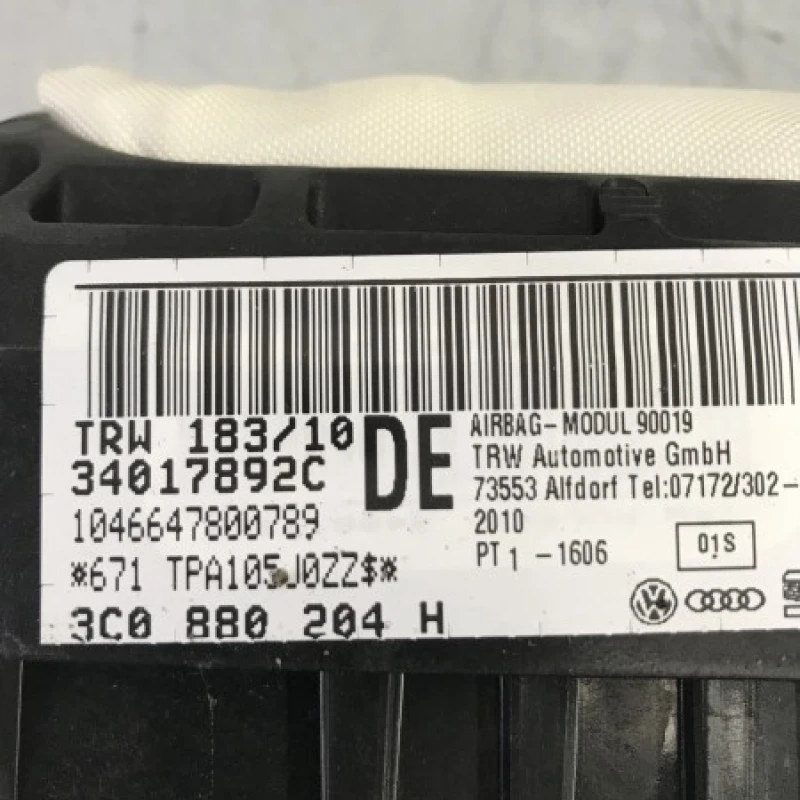 TRW 183/10
34017892C
1046647800789
*671 TPA105J0ZZ$*
3C0 880 204 H
DE
AIRBAG-MODUL 90019
TRW Automotive GmbH
73553 Alfdorf Tel:07172/302-
2010
PT 1 -1606
01S